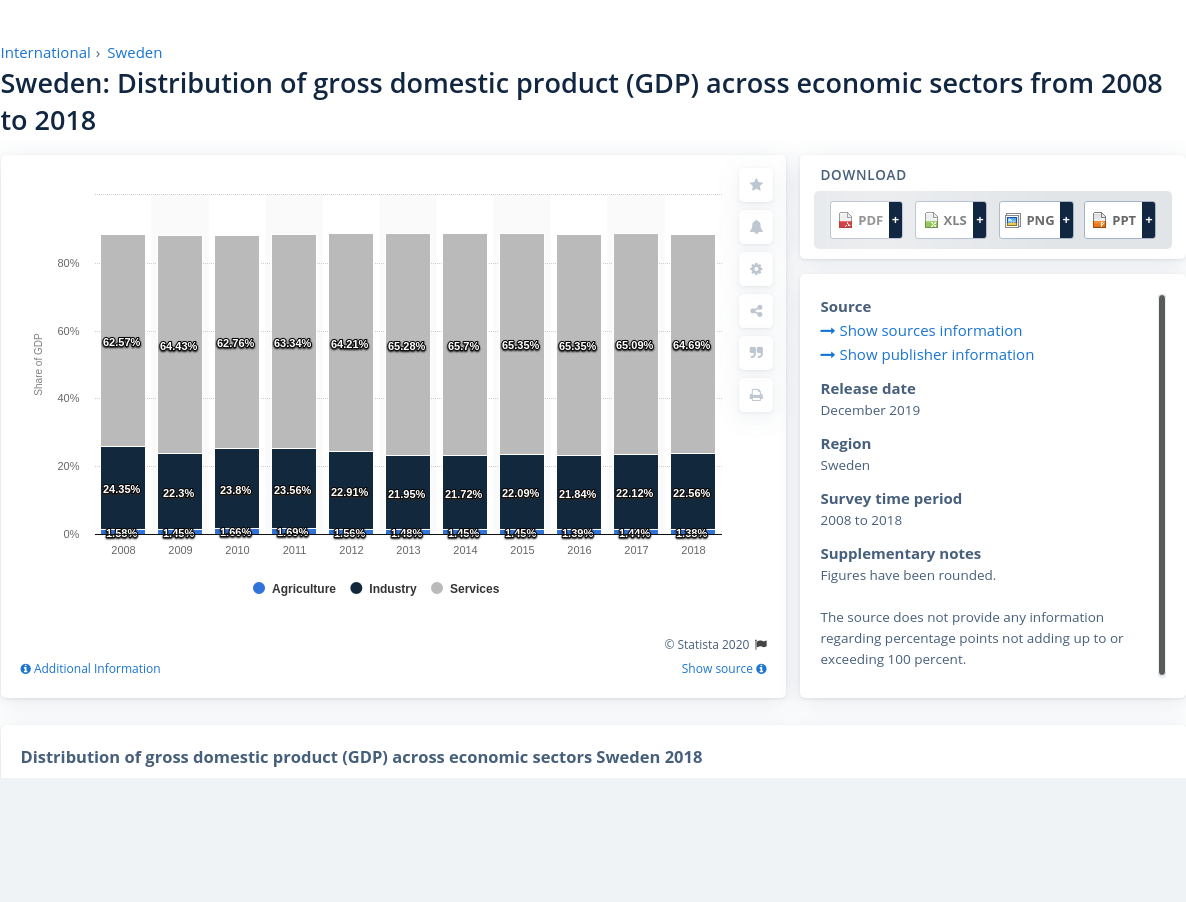 International › Sweden
Sweden: Distribution of gross domestic product (GDP) across economic sectors from 2008
to 2018
DOWNLOAD
PDF + XLS + PNG + PPT +
Share of GDP
80%
60%
40%
20%
0%
62.57% 64.43% 62.76% 63.34% 64.21% 65.28% 65.7% 65.35% 65.35% 65.09% 64.69%
24.35% 22.3% 23.8% 23.56% 22.91% 21.95% 21.72% 22.09% 21.84% 22.12% 22.56%
1.58% 1.45% 1.66% 1.69% 1.56% 1.48% 1.45% 1.45% 1.39% 1.44% 1.38%
2008 2009 2010 2011 2012 2013 2014 2015 2016 2017 2018
Agriculture Industry Services
© Statista 2020
Additional Information
Show source
Source
Show sources information
Show publisher information
Release date
December 2019
Region
Sweden
Survey time period
2008 to 2018
Supplementary notes
Figures have been rounded.
The source does not provide any information
regarding percentage points not adding up to or
exceeding 100 percent.
Distribution of gross domestic product (GDP) across economic sectors Sweden 2018